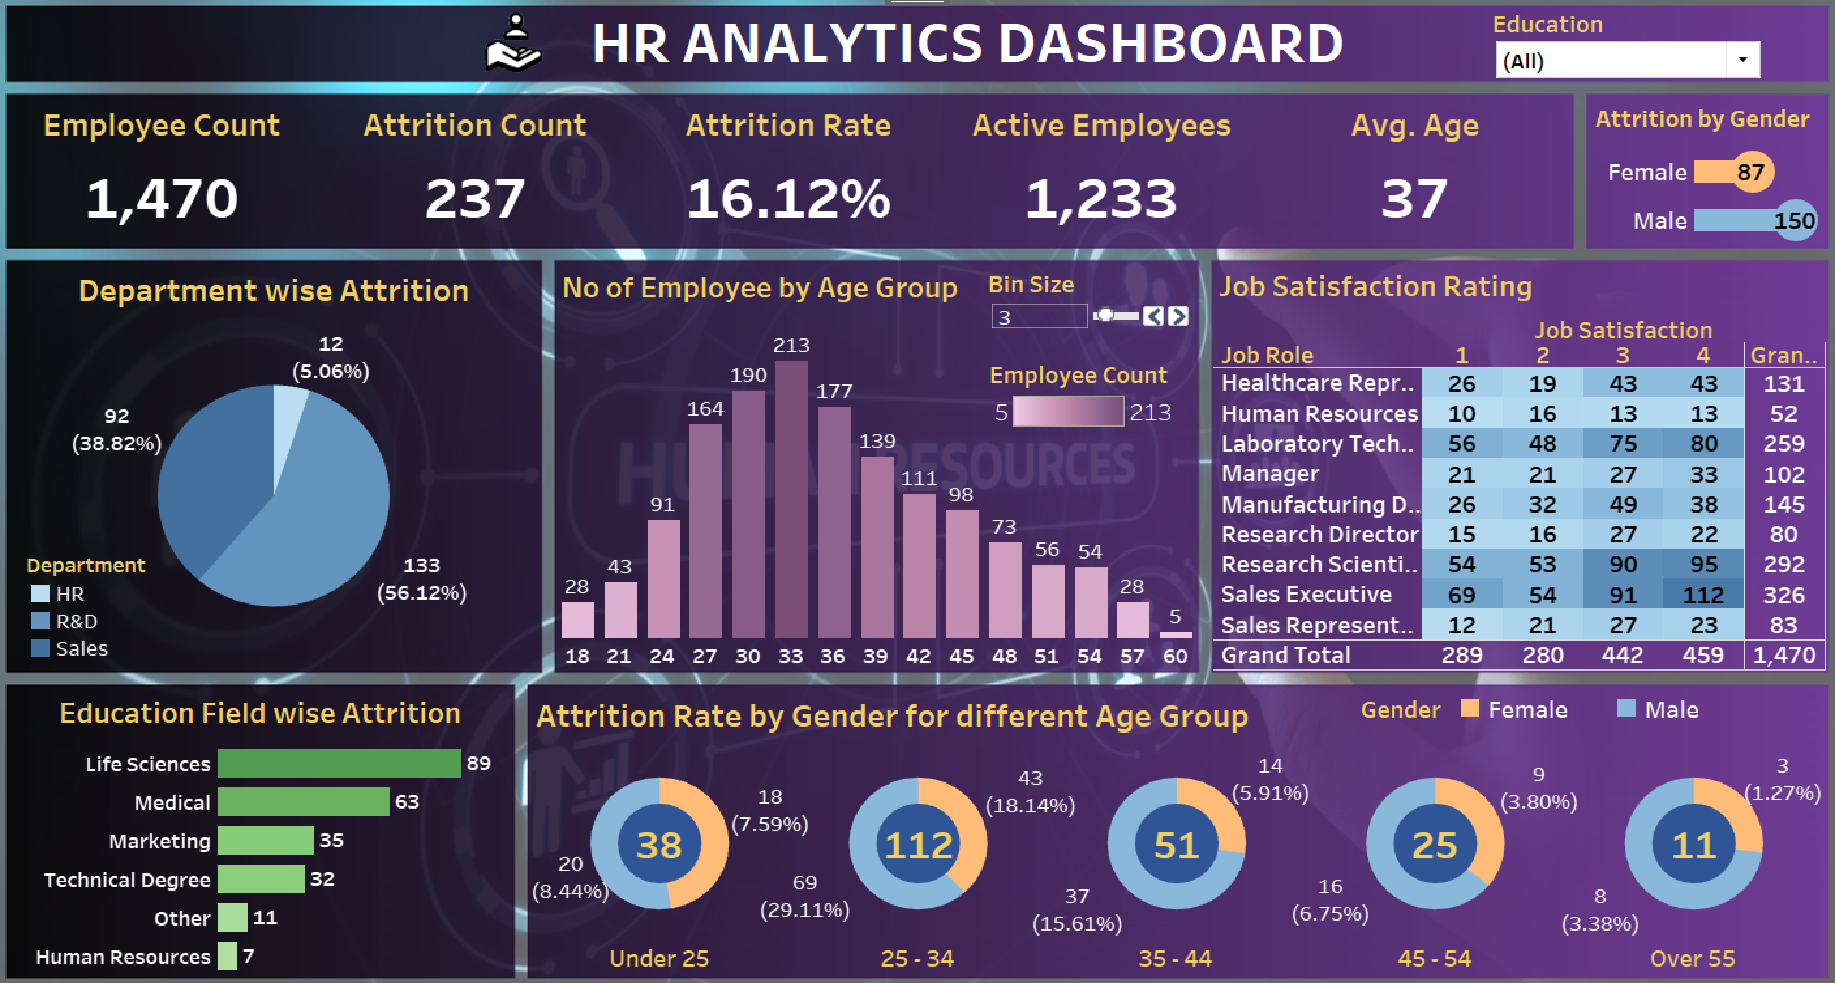 HR ANALYTICS DASHBOARD
Education
(All)
Employee Count
1,470
Attrition Count
237
Attrition Rate
16.12%
Active Employees
1,233
Avg. Age
37
Attrition by Gender
Female 87
Male 150
Department wise Attrition
12
(5.06%)
92
(38.82%)
133
(56.12%)
Department
HR
R&D
Sales
No of Employee by Age Group
Bin Size
3
Employee Count
5 213
HUMAN RESOURCES
28 43 91 164 190 213 177 139 111 98 73 56 54 28 5
18 21 24 27 30 33 36 39 42 45 48 51 54 57 60
Job Satisfaction Rating
Job Satisfaction
Job Role 1 2 3 4 Gran..
Healthcare Repr.. 26 19 43 43 131
Human Resources 10 16 13 13 52
Laboratory Tech.. 56 48 75 80 259
Manager 21 21 27 33 102
Manufacturing D.. 26 32 49 38 145
Research Director 15 16 27 22 80
Research Scienti.. 54 53 90 95 292
Sales Executive 69 54 91 112 326
Sales Represent.. 12 21 27 23 83
Grand Total 289 280 442 459 1,470
Education Field wise Attrition
Life Sciences 89
Medical 63
Marketing 35
Technical Degree 32
Other 11
Human Resources 7
Attrition Rate by Gender for different Age Group
Gender Female Male
18
(7.59%)
38
20
(8.44%)
Under 25
43
(18.14%)
112
69
(29.11%)
25 - 34
14
(5.91%)
51
37
(15.61%)
35 - 44
9
(3.80%)
25
16
(6.75%)
45 - 54
3
(1.27%)
11
8
(3.38%)
Over 55